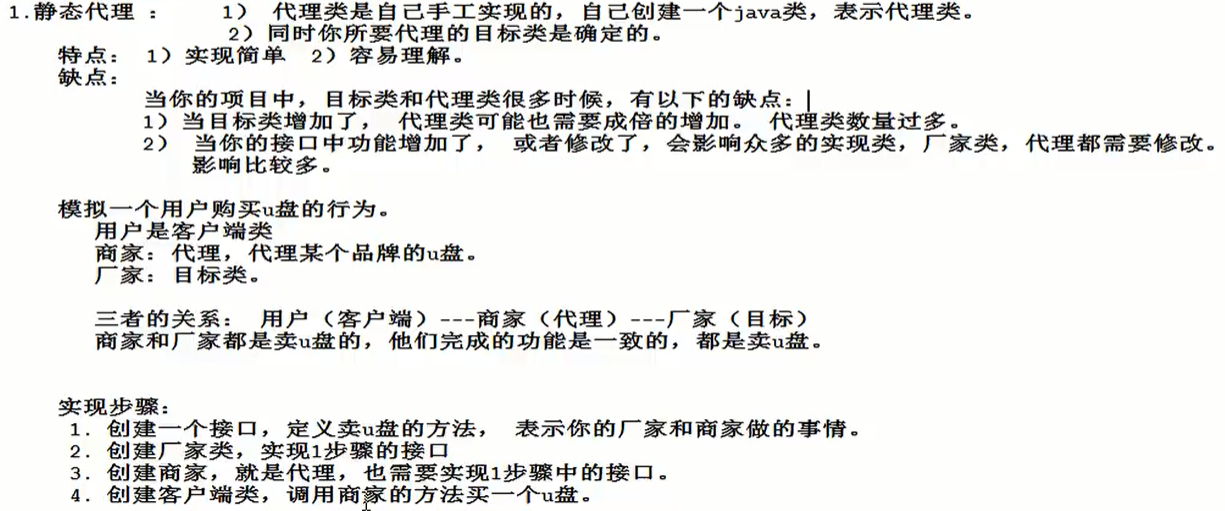 1.静态代理 :   1) 代理类是自己手工实现的，自己创建一个java类，表示代理类。
2)同时你所要代理的目标类是确定的。
特点: 1)实现简单 2)容易理解。
缺点:
当你的项目中，目标类和代理类很多时候，有以下的缺点:
1)当目标类增加了， 代理类可能也需要成倍的增加。 代理类数量过多。
2) 当你的接口中功能增加了， 或者修改了，会影响众多的实现类，厂家类，代理都需要修改。
影响比较多。
模拟一个用户购买u盘的行为。
用户是客户端类
商家: 代理，代理某个品牌的u盘。
厂家: 目标类。
三者的关系: 用户(客户端)---商家(代理)---厂家(目标)
商家和厂家都是卖u盘的，他们完成的功能是一致的，都是卖u盘。
实现步骤:
1. 创建一个接口，定义卖u盘的方法， 表示你的厂家和商家做的事情。
2. 创建厂家类，实现1步骤的接口
3. 创建商家，就是代理，也需要实现1步骤中的接口。
4. 创建客户端类，调用商家的方法买一个u盘。